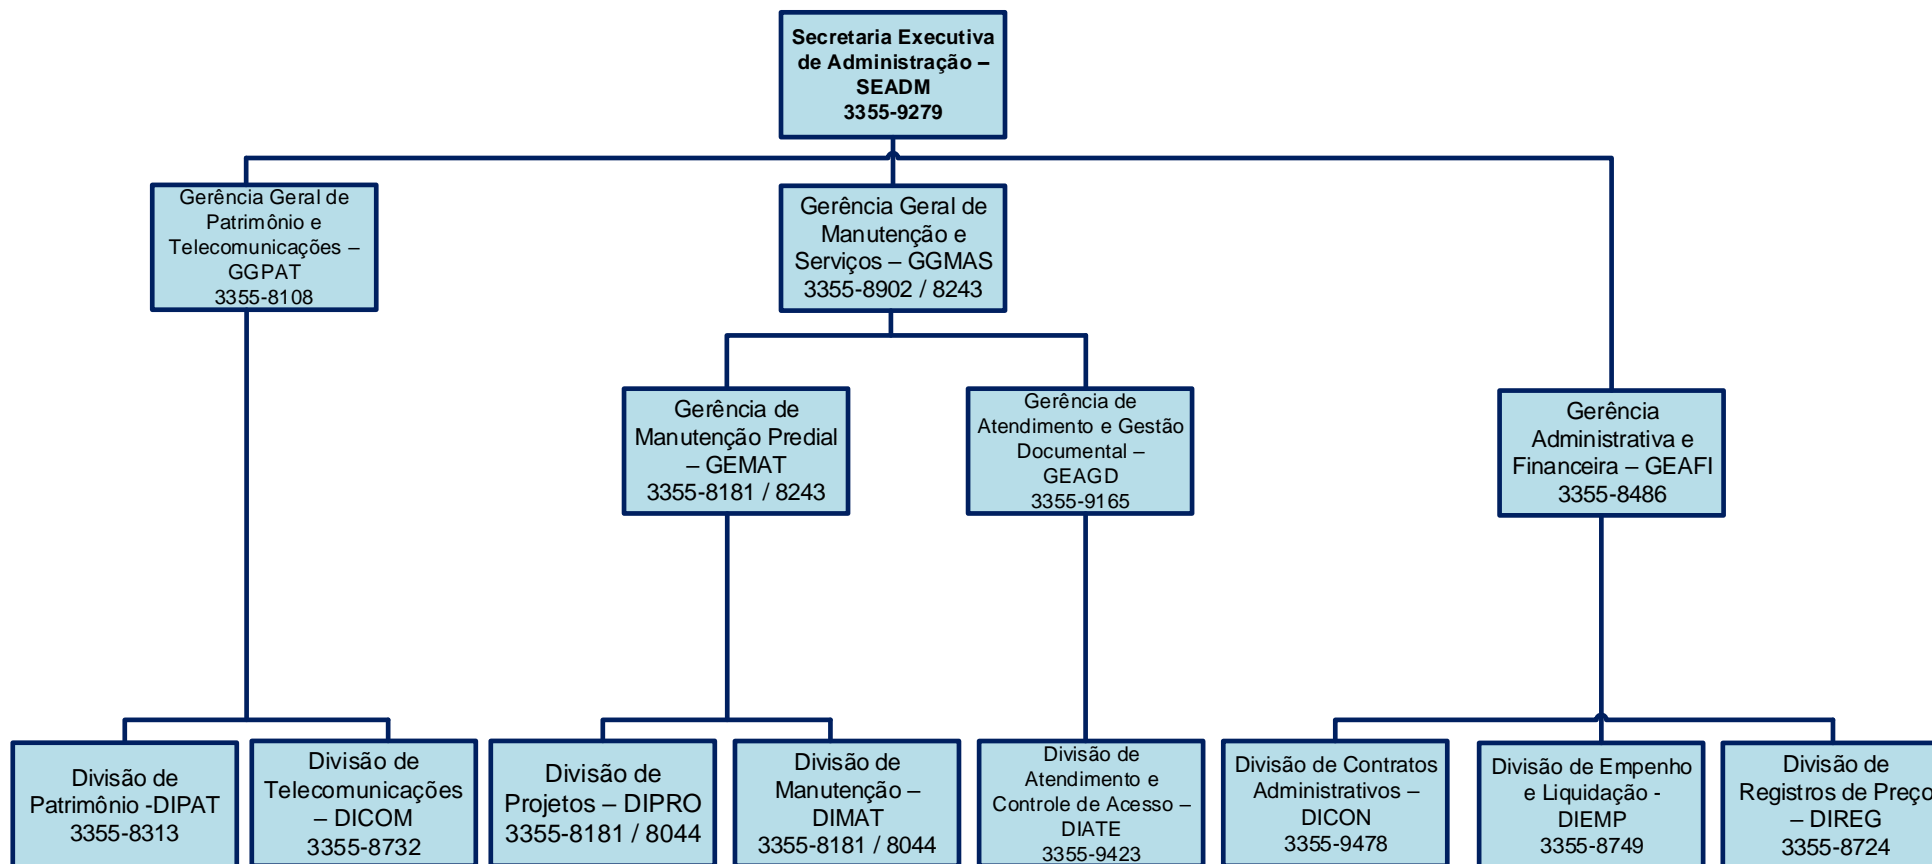 Secretaria Executiva
de Administração –
SEADM
3355-9279
Gerência Geral de
Patrimônio e
Telecomunicações –
GGPAT
3355-8108
Gerência Geral de
Manutenção e
Serviços – GGMAS
3355-8902 / 8243
Gerência de
Manutenção Predial
– GEMAT
3355-8181 / 8243
Gerência de
Atendimento e Gestão
Documental –
GEAGD
3355-9165
Gerência
Administrativa e
Financeira – GEAFI
3355-8486
Divisão de
Patrimônio -DIPAT
3355-8313
Divisão de
Telecomunicações
– DICOM
3355-8732
Divisão de
Projetos – DIPRO
3355-8181 / 8044
Divisão de
Manutenção –
DIMAT
3355-8181 / 8044
Divisão de
Atendimento e
Controle de Acesso –
DIATE
3355-9423
Divisão de Contratos
Administrativos –
DICON
3355-9478
Divisão de Empenho
e Liquidação -
DIEMP
3355-8749
Divisão de
Registros de Preço
– DIREG
3355-8724